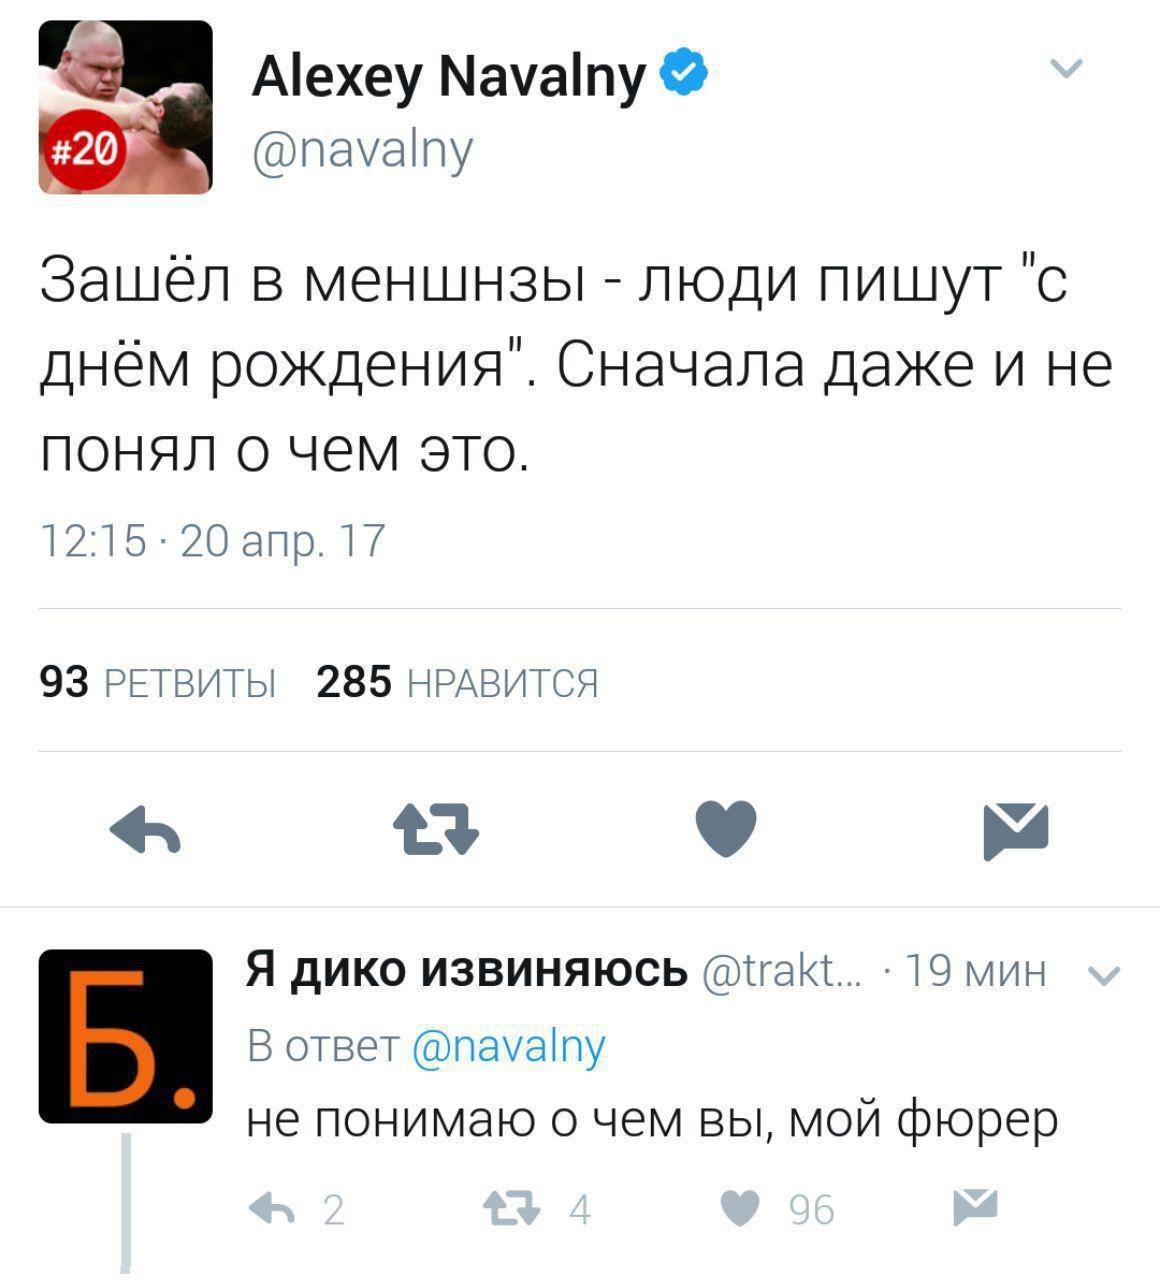 #20
Alexey Navalny
@navalny
Зашёл в меншнзы - люди пишут "с
днём рождения". Сначала даже и не
понял о чем это.
12:15 · 20 апр. 17
93 РЕТВИТЫ 285 НРАВИТСЯ
Б.
Я дико извиняюсь @trakt... · 19 мин
В ответ @navalny
не понимаю о чем вы, мой фюрер
2 4 96